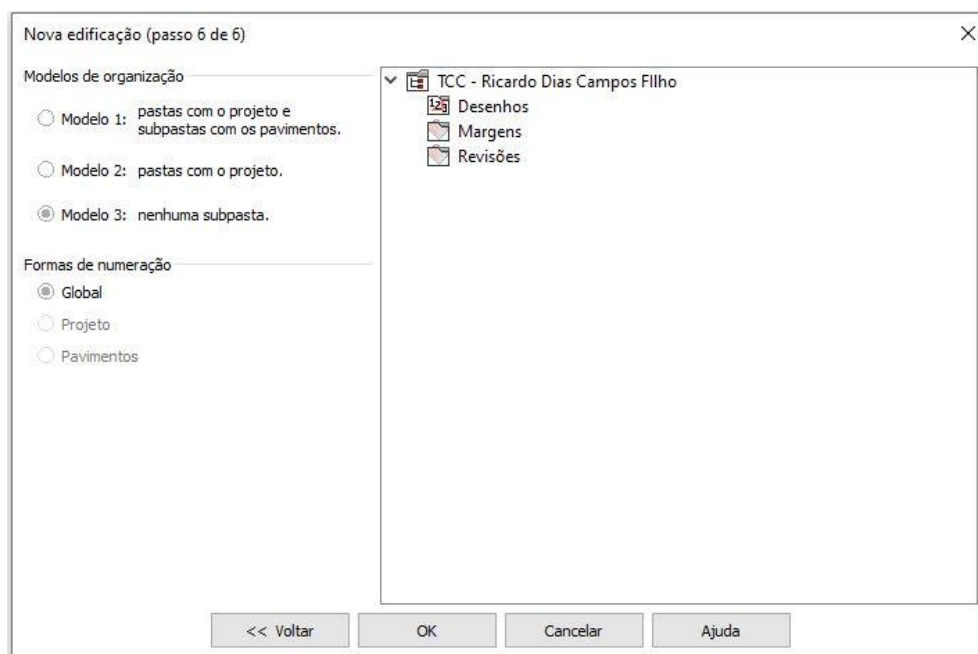 Nova edificação (passo 6 de 6)
Modelos de organização
Modelo 1: pastas com o projeto e
subpastas com os pavimentos.
Modelo 2: pastas com o projeto.
Modelo 3: nenhuma subpasta.
Formas de numeração
Global
Projeto
Pavimentos
TCC - Ricardo Dias Campos FIlho
123 Desenhos
Margens
Revisões
<< Voltar
OK
Cancelar
Ajuda